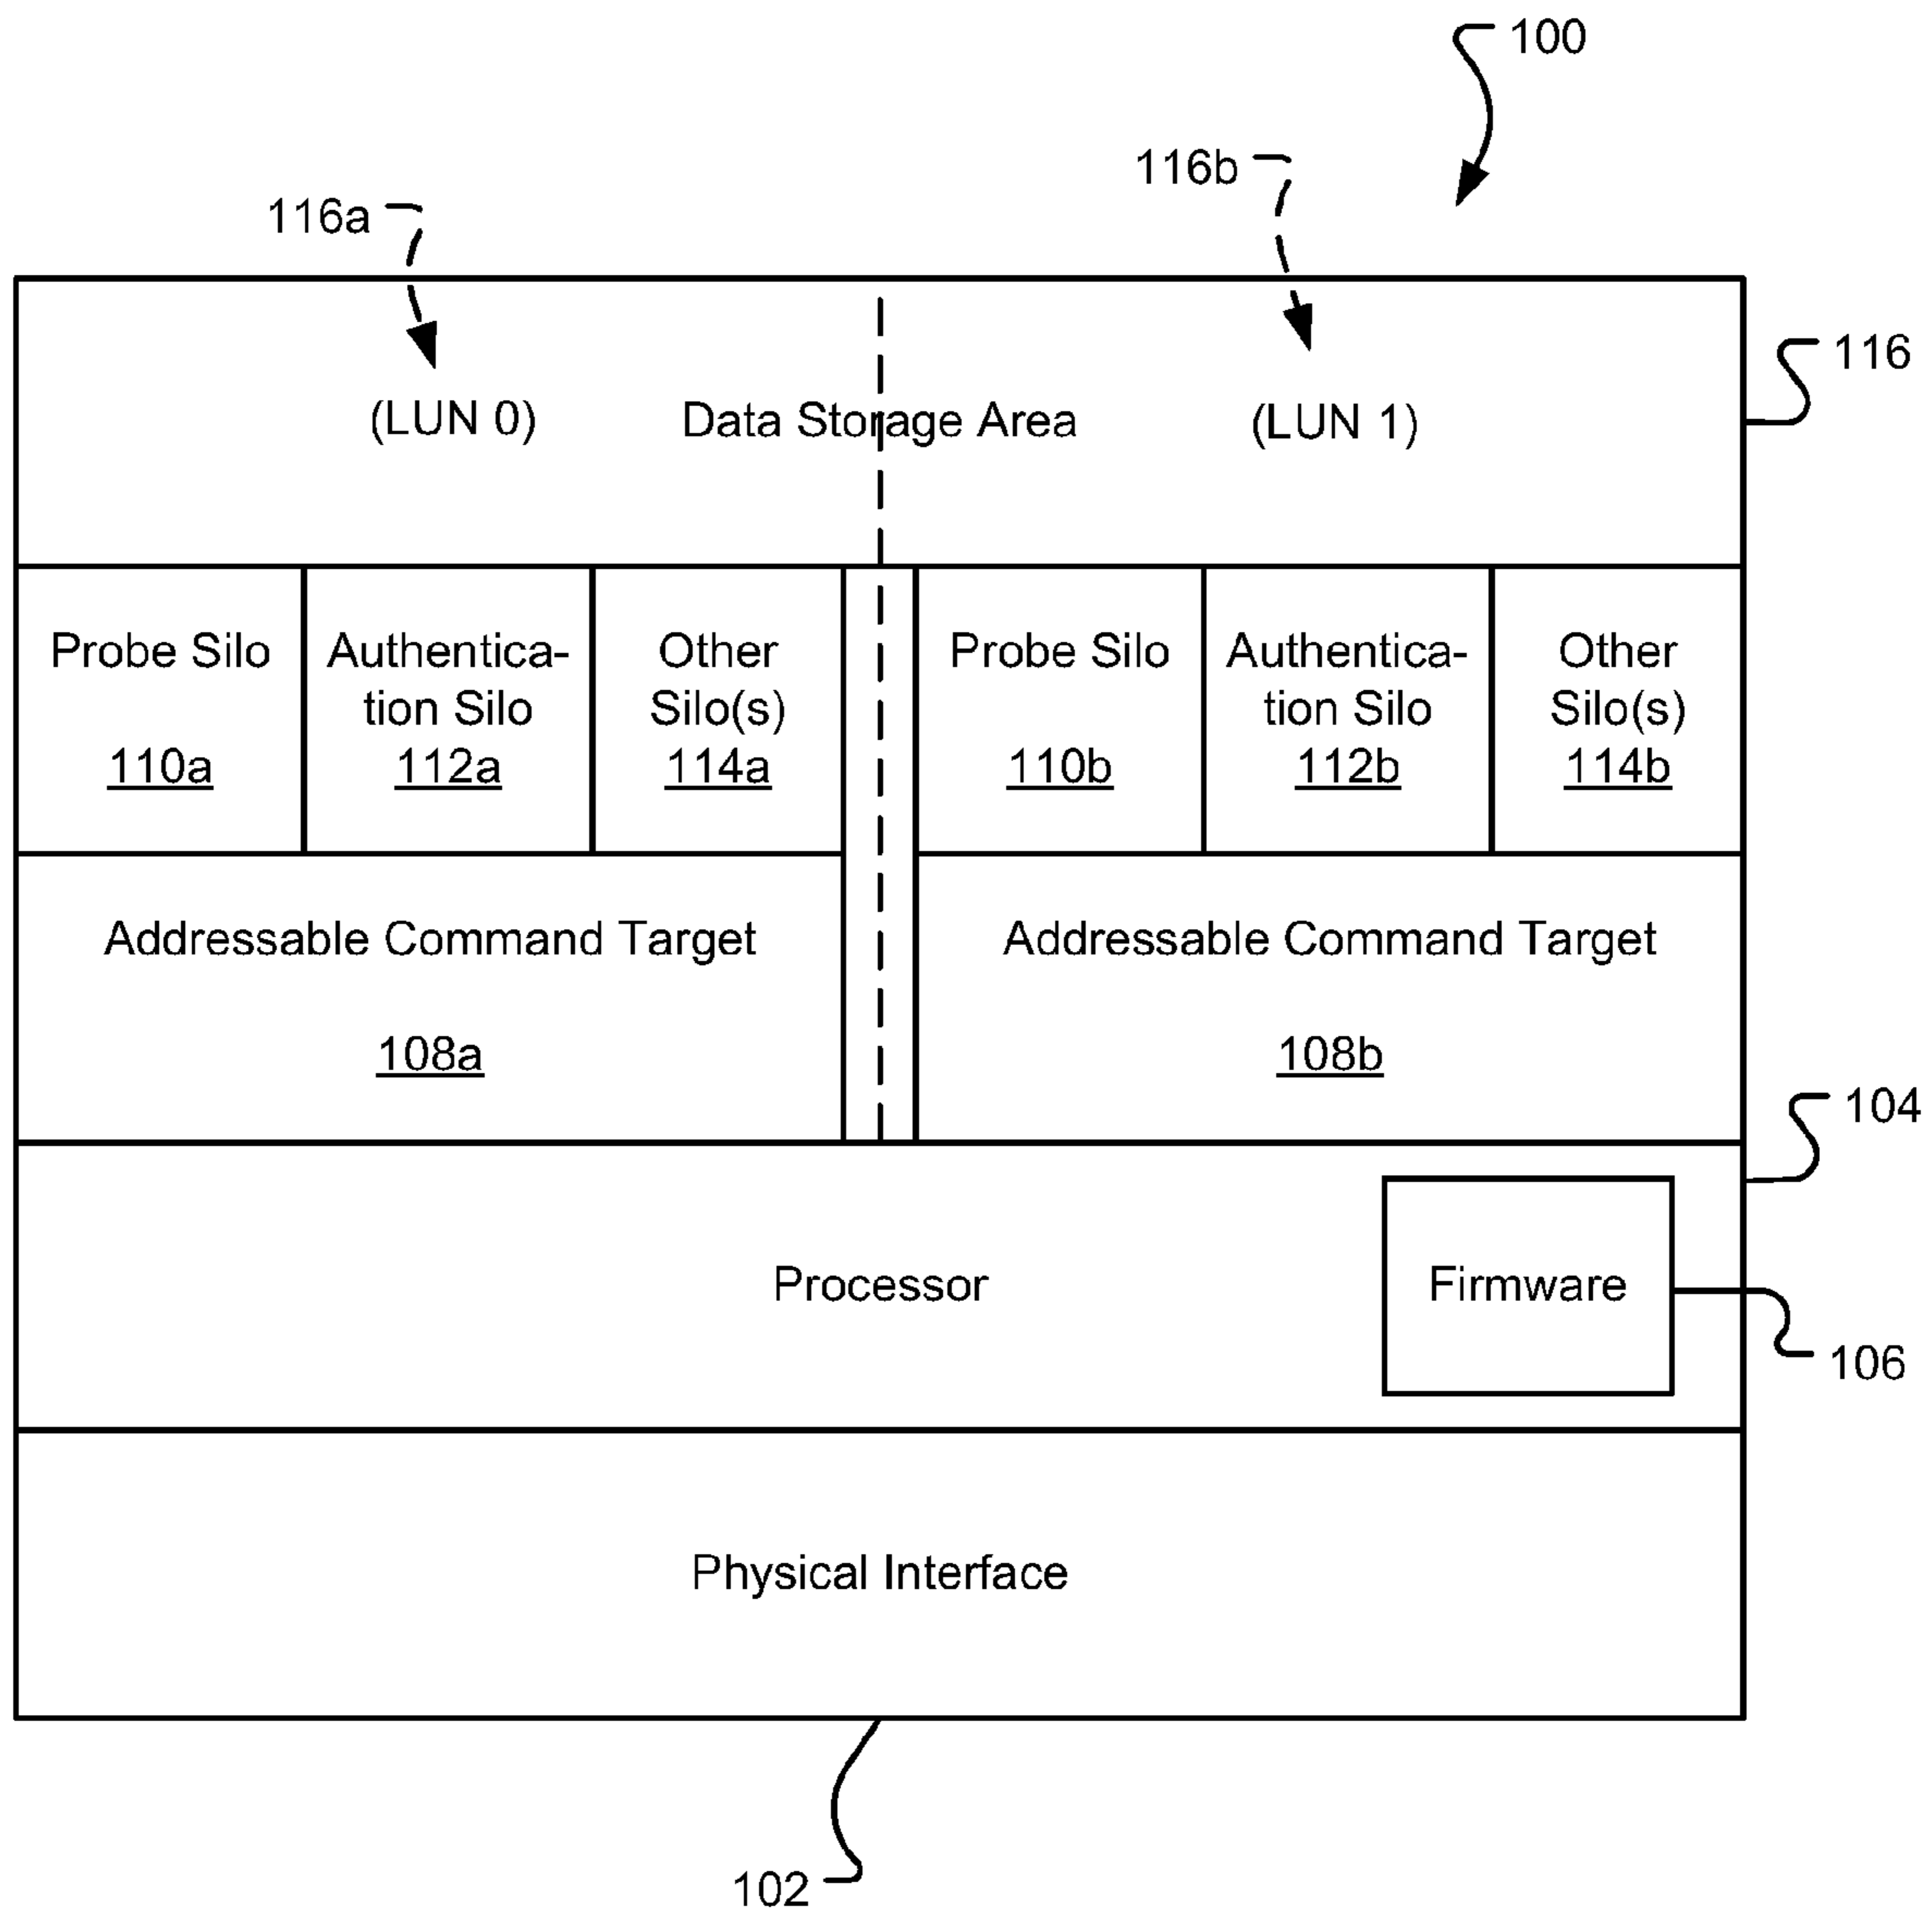 100
116b
116a
116
(LUN 0)
Data Storage Area
(LUN 1)
Probe Silo
110a
Authentica-
tion Silo
112a
Other
Silo(s)
114a
Probe Silo
110b
Authentica-
tion Silo
112b
Other
Silo(s)
114b
Addressable Command Target
108a
Addressable Command Target
108b
104
Processor
Firmware
106
Physical Interface
102